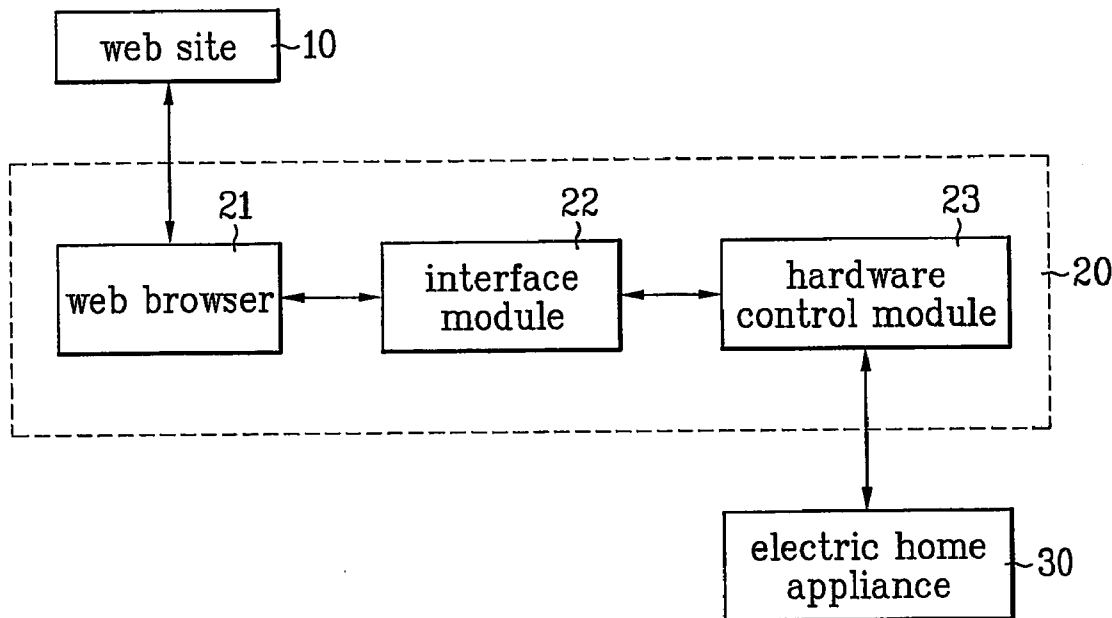 web site
10
21
22
23
web browser
interface
module
hardware
control module
20
electric home
appliance
30